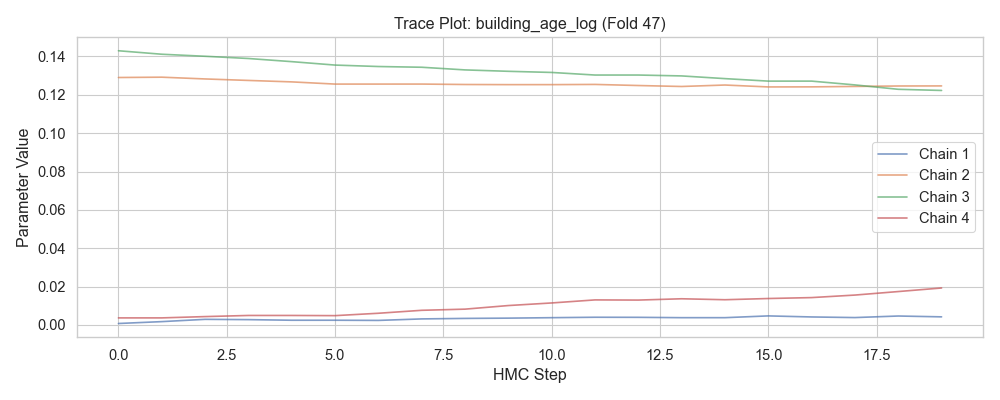 Trace Plot: building_age_log (Fold 47)
Parameter Value
0.14
0.12
0.10
0.08
0.06
0.04
0.02
0.00
Chain 1
Chain 2
Chain 3
Chain 4
0.0 2.5 5.0 7.5 10.0 12.5 15.0 17.5
HMC Step